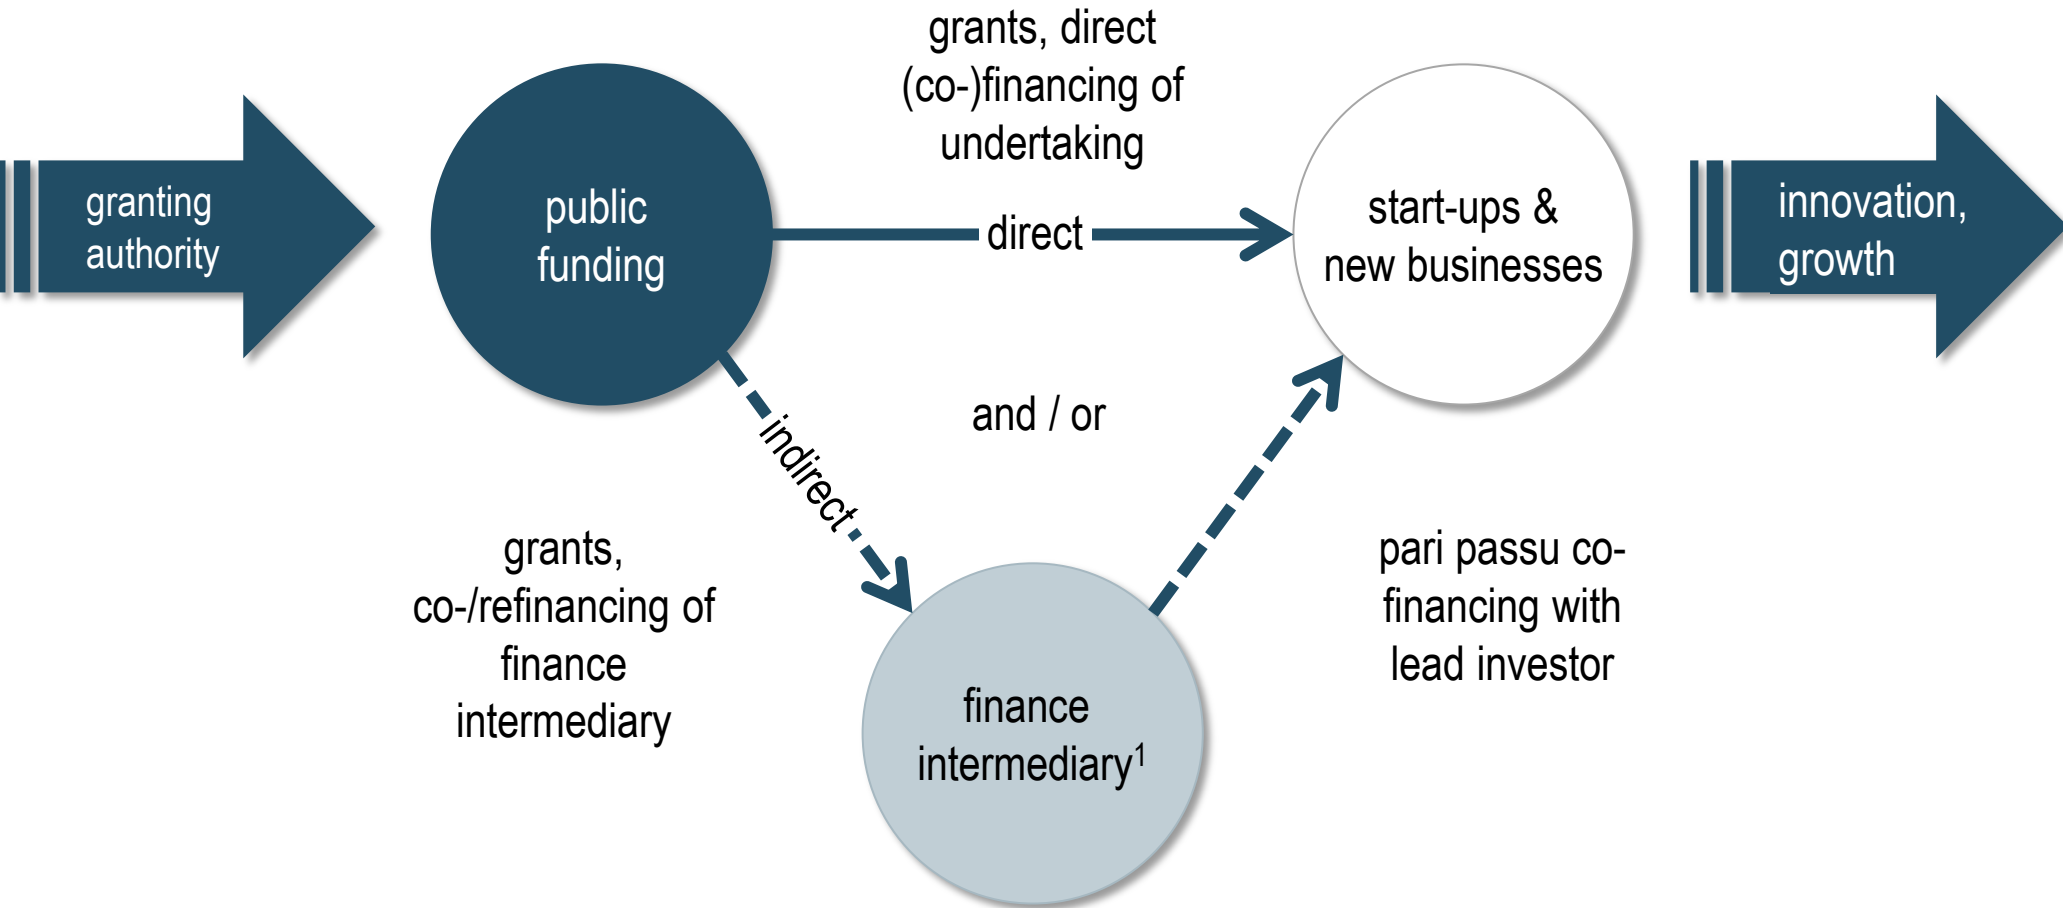 grants, direct
(co-)financing of
undertaking
granting
authority
public
funding
direct
start-ups &
new businesses
innovation,
growth
and / or
indirect
grants,
co-/refinancing of
finance
intermediary
pari passu co-
financing with
lead investor
finance
intermediary¹